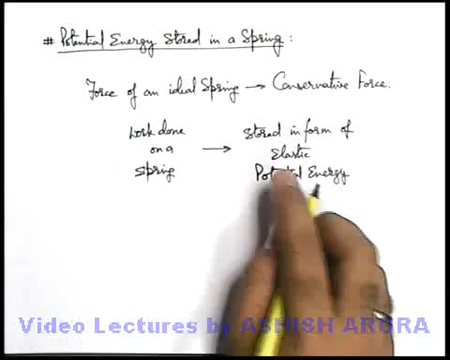 # Potential Energy Stored in a Spring :
Force of an ideal Spring → Conservative Force.
Work done
on a
spring
→ Stored in form of
Elastic
Potential Energy
Video Lectures by ASHISH ARORA